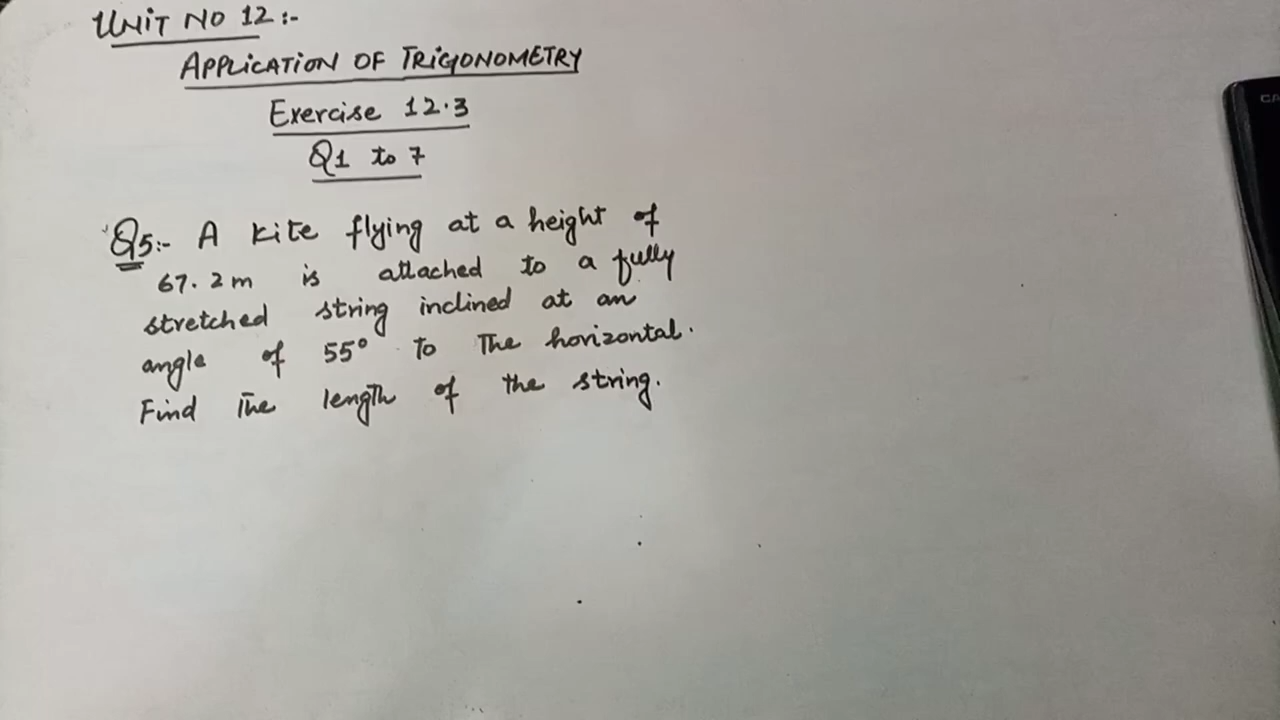 UNIT NO 12:-
APPLICATION OF TRIGONOMETRY
Exercise 12.3
Q1 to 7
Q5:- A kite flying at a height of
67.2m is attached to a fully
stretched string inclined at an
angle of 55° to The horizontal.
Find The length of the string.